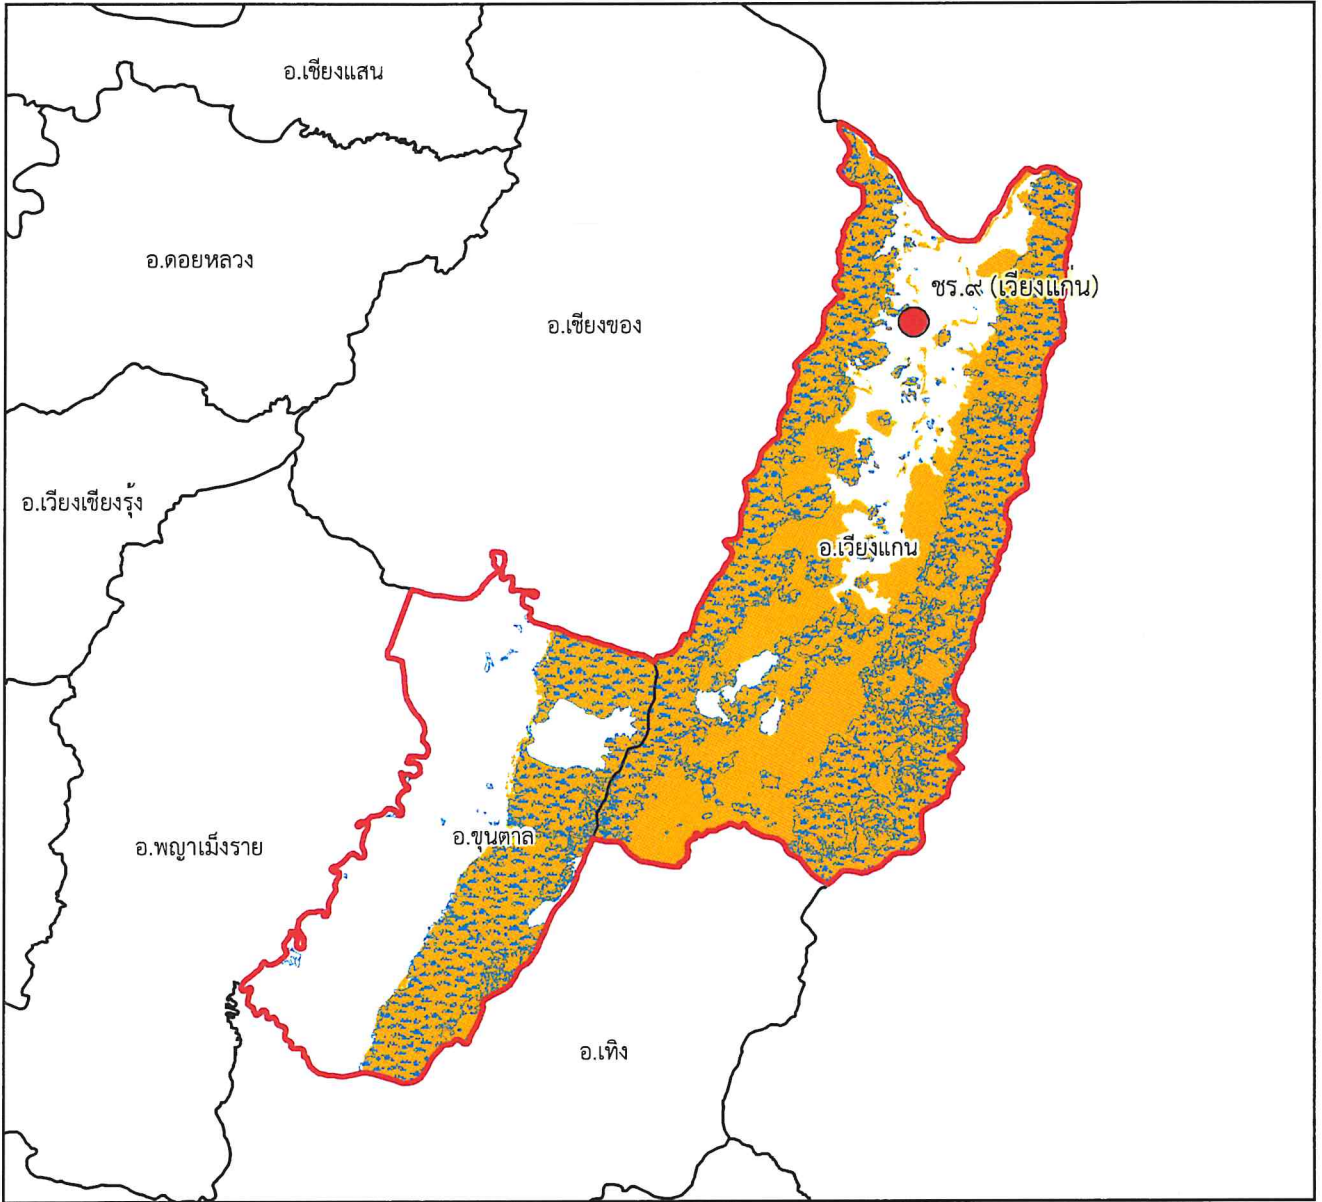 อ.เชียงแสน
อ.ดอยหลวง
ชร.๙ (เวียงแก่น)
อ.เชียงของ
อ.เวียงเชียงรุ้ง
อ.เวียงแก่น
อ.ขุนตาล
อ.พญาเม็งราย
อ.เทิง